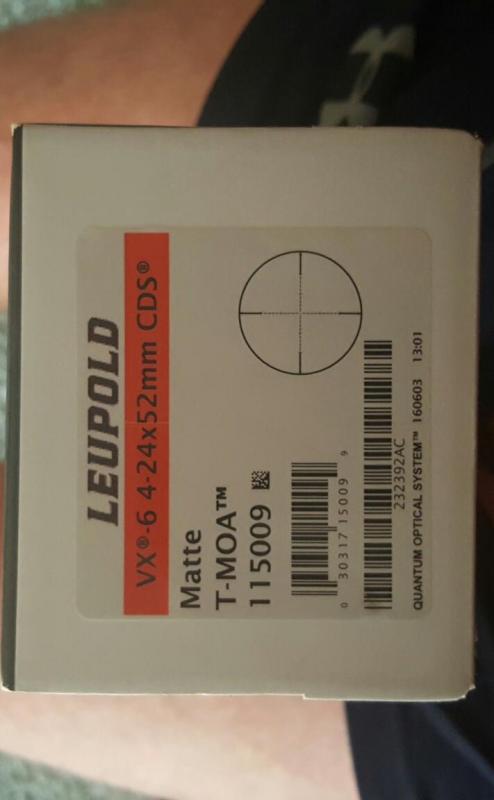 LEUPOLD
VX®-6 4-24x52mm CDS®
Matte
T-MOA™
115009
0 30317 15009 9
232392AC
QUANTUM OPTICAL SYSTEM™ 160603 13:01